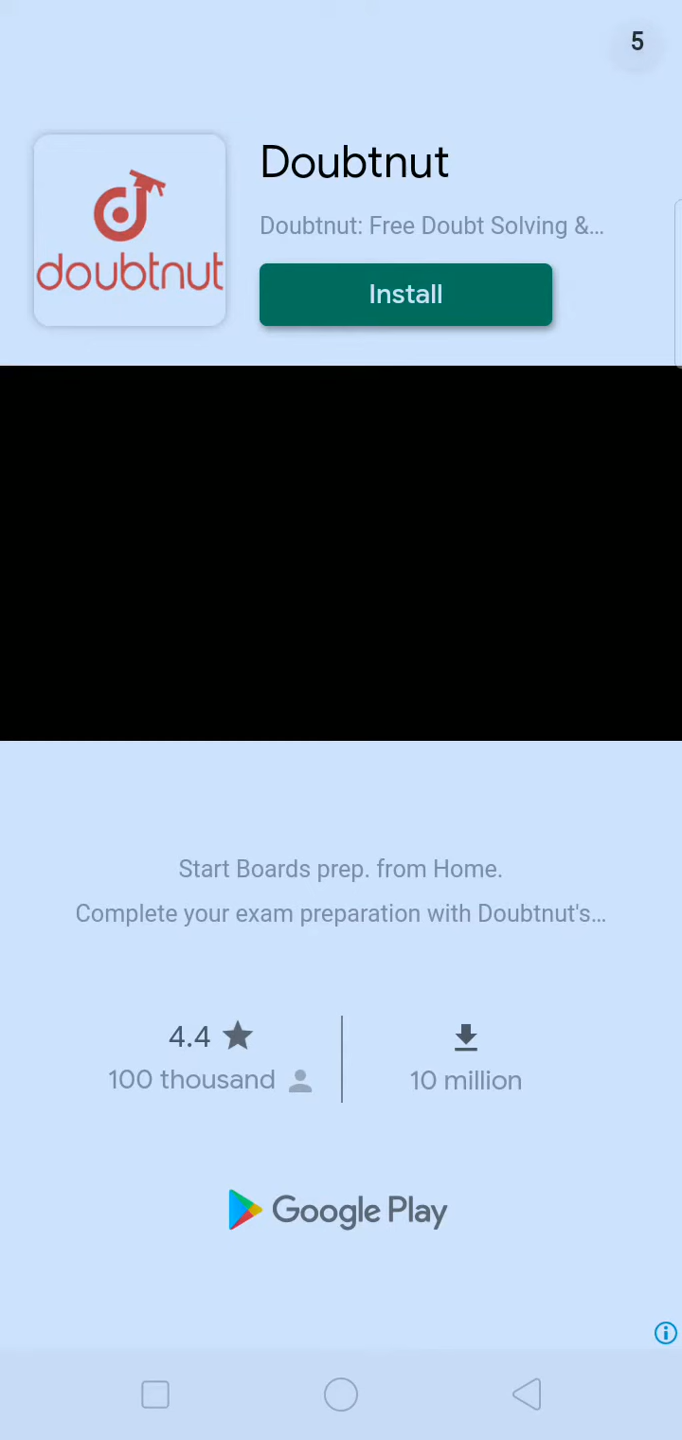 5
Doubtnut
doubtnut
Doubtnut: Free Doubt Solving &...
Install
Start Boards prep. from Home.
Complete your exam preparation with Doubtnut's...
4.4
100 thousand
10 million
Google Play